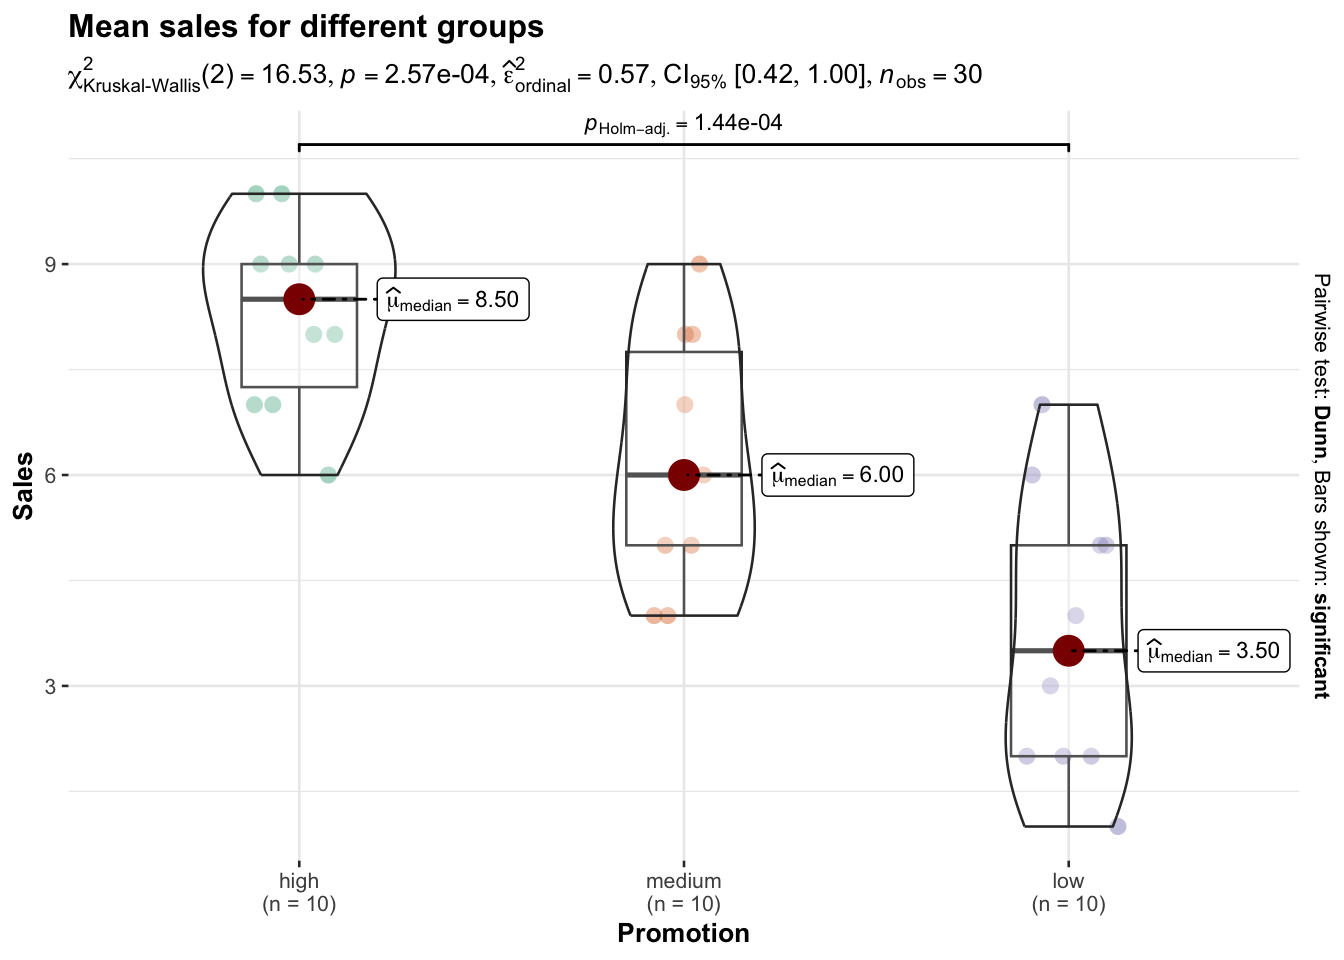 Mean sales for different groups
χ²Kruskal-Wallis(2) = 16.53, p = 2.57e-04, ε̂²ordinal = 0.57, CI95% [0.42, 1.00], nobs = 30
pHolm−adj. = 1.44e-04
9
6
3
Sales
μ̂median = 8.50
μ̂median = 6.00
μ̂median = 3.50
high
(n = 10)
medium
(n = 10)
low
(n = 10)
Promotion
Pairwise test: Dunn, Bars shown: significant